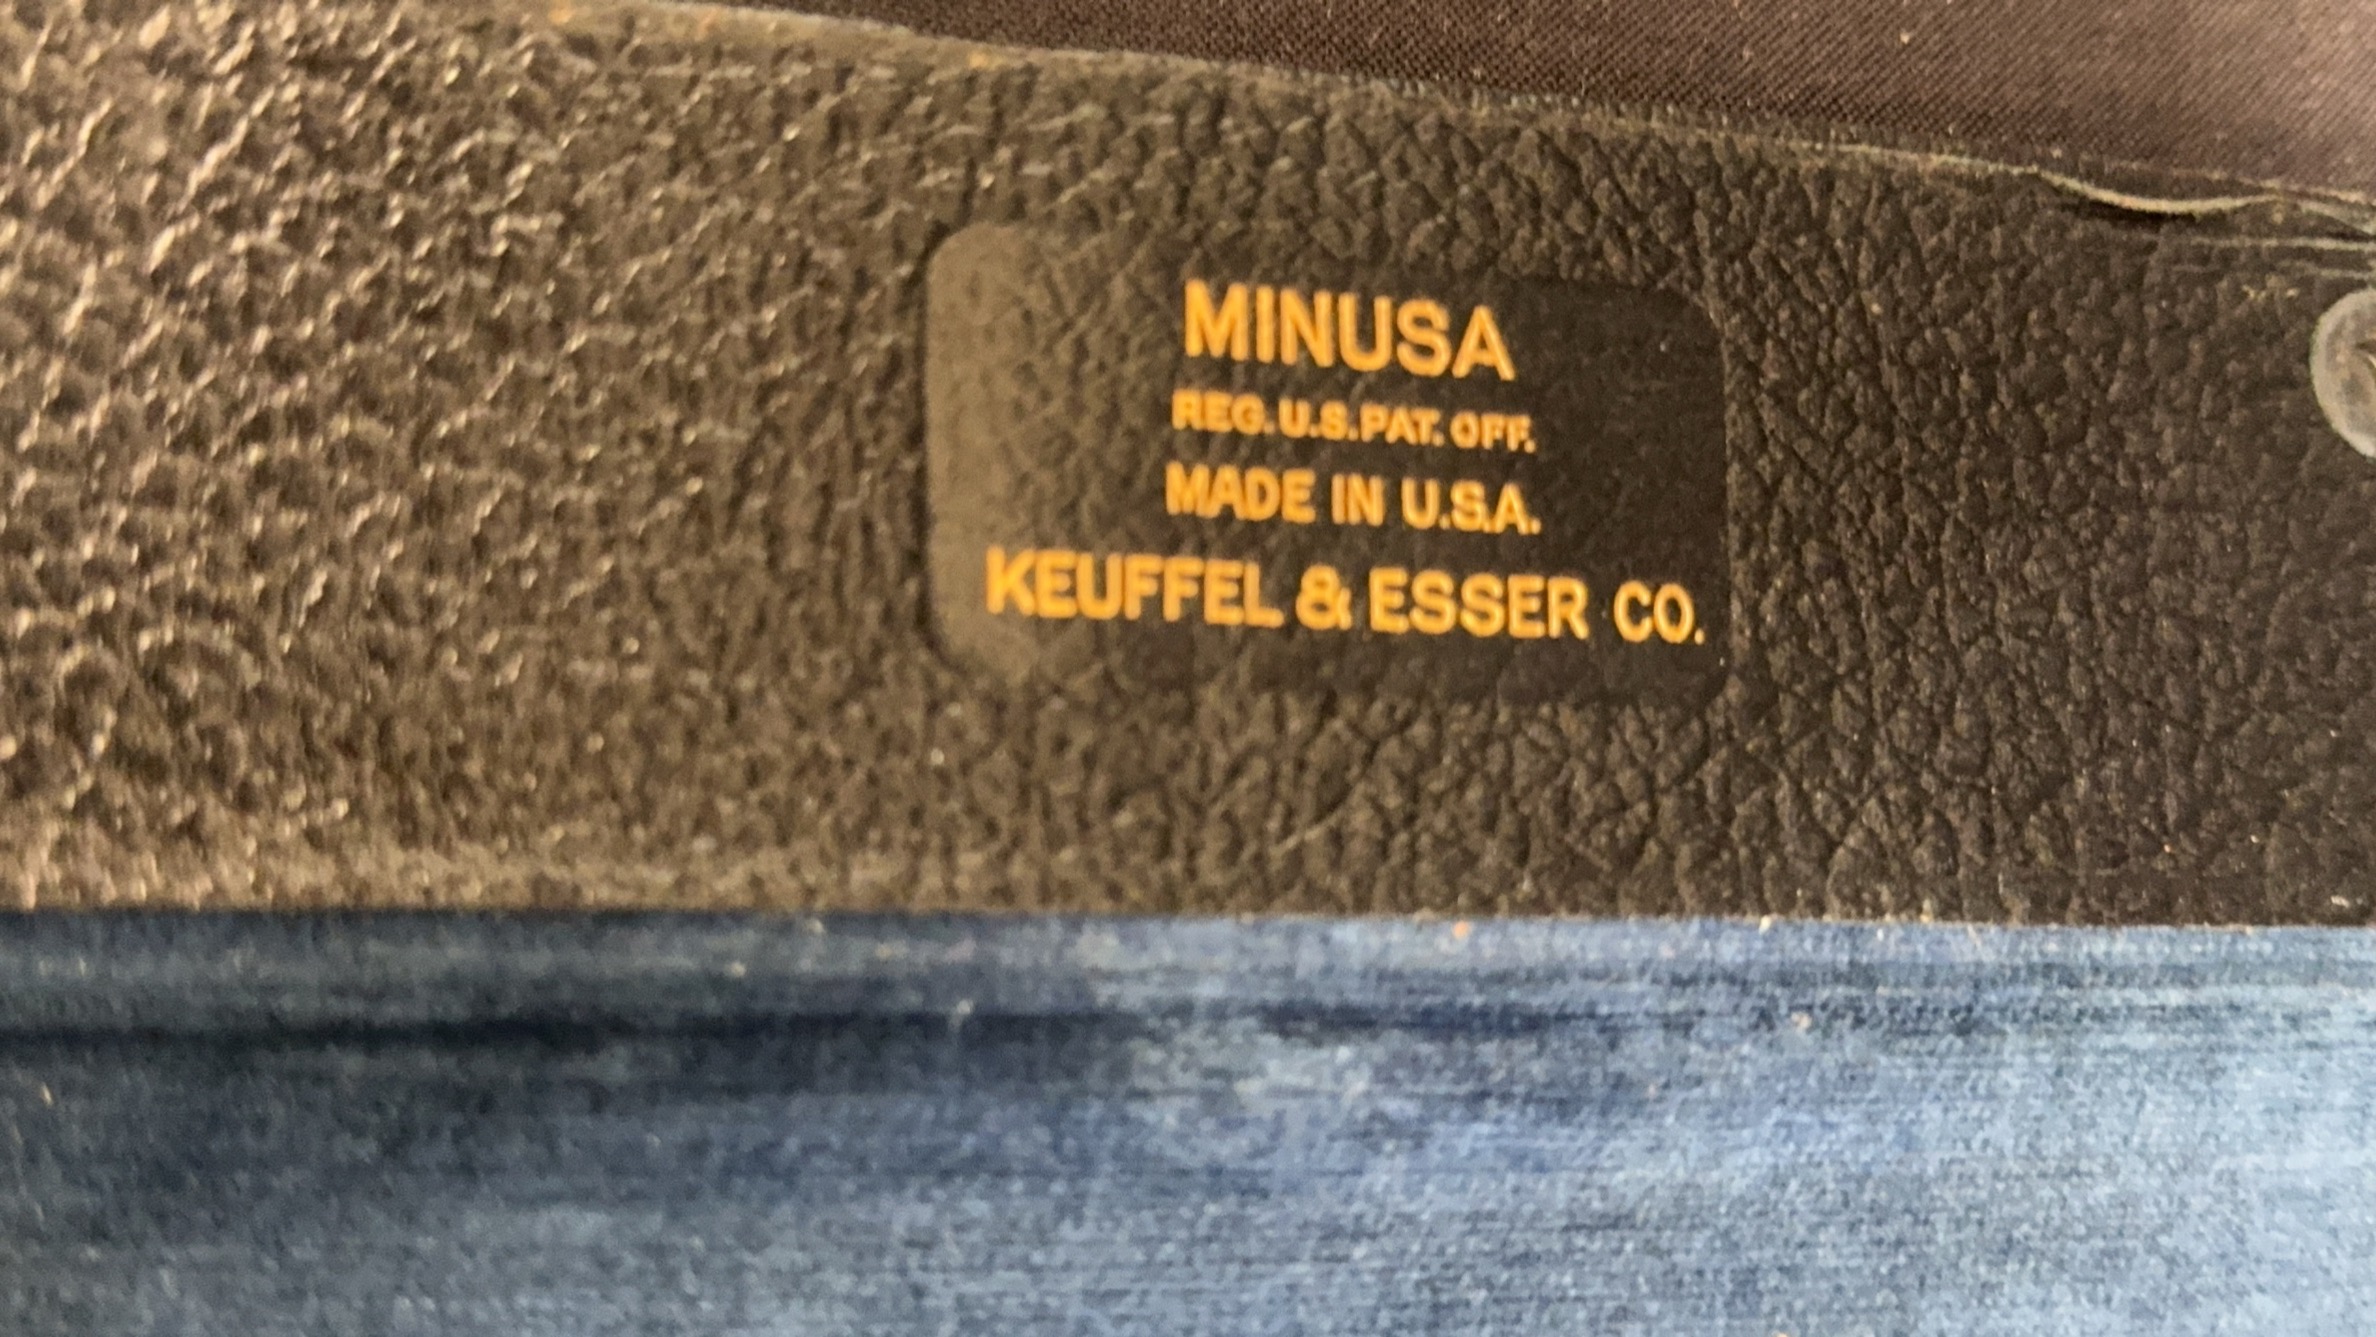 MINUSA
REG. U.S. PAT. OFF.
MADE IN U.S.A.
KEUFFEL & ESSER CO.